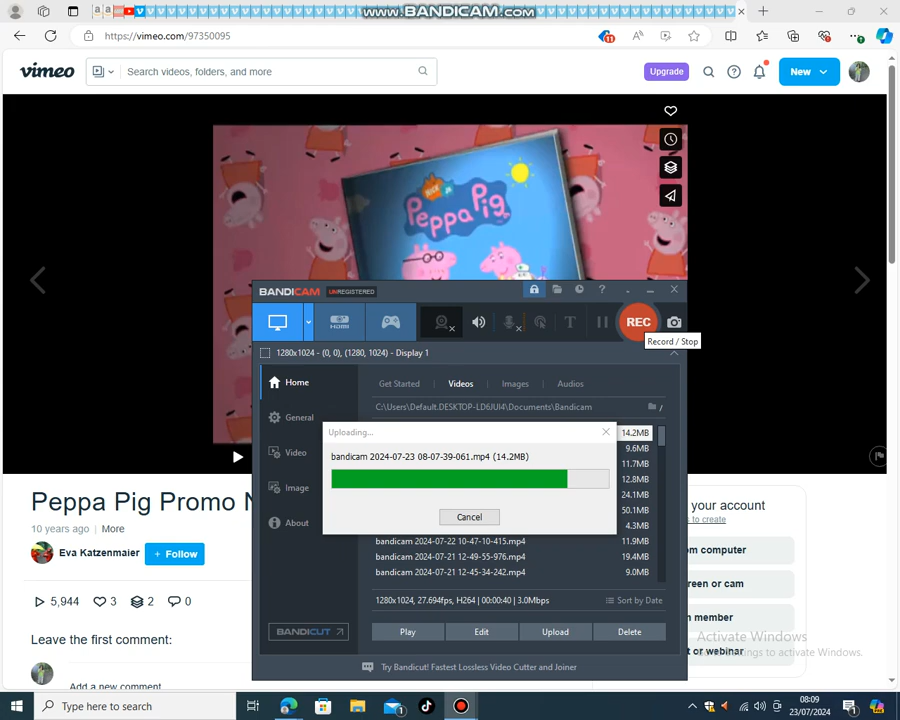 www.BANDICAM.com
https://vimeo.com/97350095
11
vimeo
Search videos, folders, and more
Upgrade
New
NICK JR
Peppa Pig
BANDICAM UNREGISTERED
HDMI
REC
Record / Stop
1280x1024 - (0, 0), (1280, 1024) - Display 1
Home
General
Video
Image
About
Get Started
Videos
Images
Audios
C:\Users\Default.DESKTOP-LD6JUI4\Documents\Bandicam
Uploading...
bandicam 2024-07-23 08-07-39-061.mp4 (14.2MB)
Cancel
14.2MB
9.6MB
11.7MB
12.8MB
24.1MB
50.1MB
4.3MB
bandicam 2024-07-22 10-47-10-415.mp4 11.9MB
bandicam 2024-07-21 12-49-55-976.mp4 19.4MB
bandicam 2024-07-21 12-45-34-242.mp4 9.0MB
1280x1024, 27.694fps, H264 | 00:00:40 | 3.0Mbps
Sort by Date
BANDICUT
Play
Edit
Upload
Delete
Try Bandicut! Fastest Lossless Video Cutter and Joiner
Peppa Pig Promo N
10 years ago | More
Eva Katzenmaier
+ Follow
5,944
3
2
0
Leave the first comment:
Add a new comment
your account
s to create
om computer
reen or cam
m member
t or webinar
Activate Windows
Go to Settings to activate Windows.
Type here to search
1
08:09
23/07/2024
1